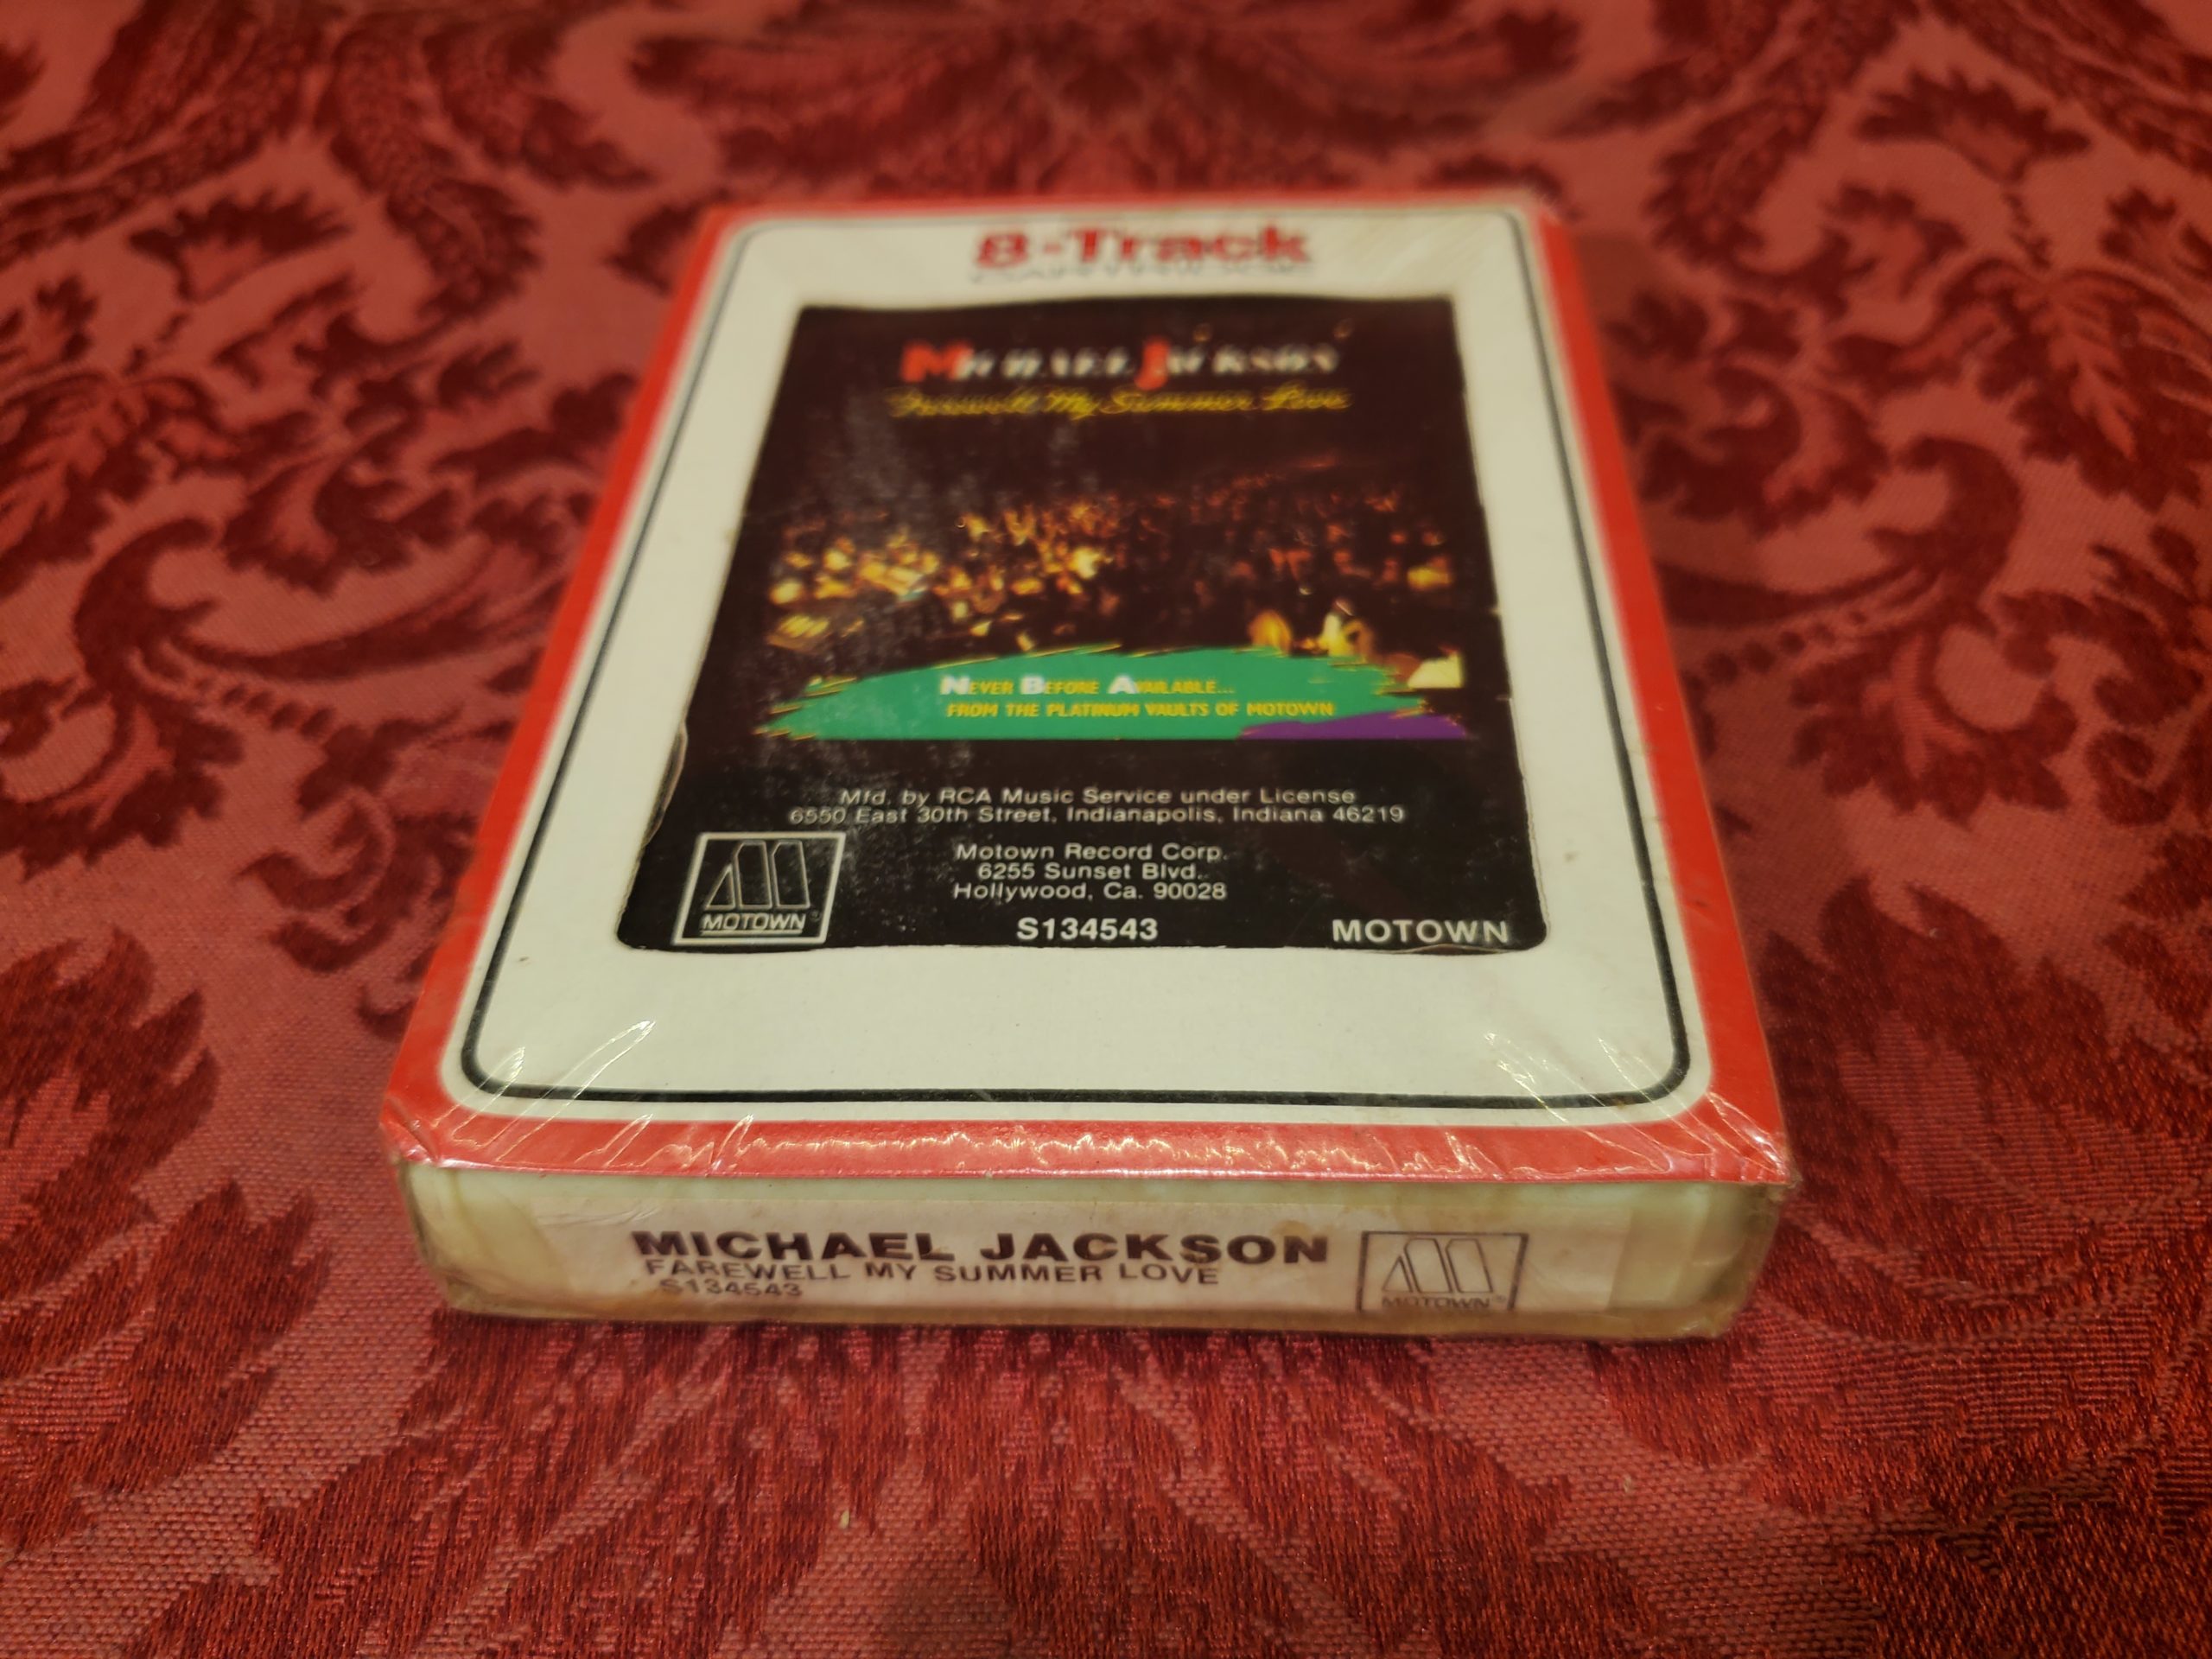 8-Track
MICHAEL JACKSON
Farewell My Summer Love
NEVER BEFORE AVAILABLE...
FROM THE PLATINUM VAULTS OF MOTOWN
Mfd. by RCA Music Service under License
6550 East 30th Street, Indianapolis, Indiana 46219
Motown Record Corp.
6255 Sunset Blvd.
Hollywood, Ca. 90028
MOTOWN®
S134543
MOTOWN
MICHAEL JACKSON
FAREWELL MY SUMMER LOVE
S134543
MOTOWN®